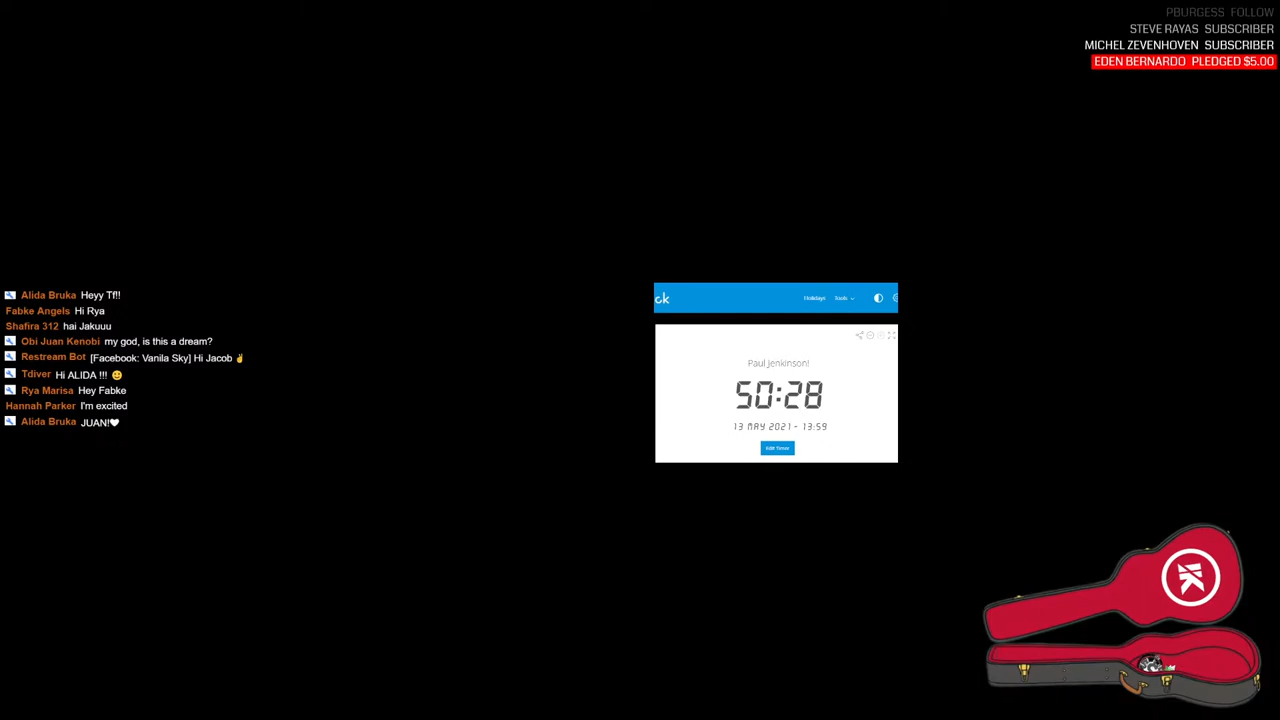 PBURGESS FOLLOW
STEVE RAYAS SUBSCRIBER
MICHEL ZEVENHOVEN SUBSCRIBER
EDEN BERNARDO PLEDGED $5.00
Alida Bruka Heyy Tf!!
Fabke Angels Hi Rya
Shafira 312 hai Jakuuu
Obi Juan Kenobi my god, is this a dream?
Restream Bot [Facebook: Vanila Sky] Hi Jacob ✌
Tdiver Hi ALIDA !!! 🙂
Rya Marisa Hey Fabke
Hannah Parker I'm excited
Alida Bruka JUAN!🤍
ck Holidays Tools
Paul Jenkinson!
50:28
13 MAY 2021 - 13:59
Edit Timer